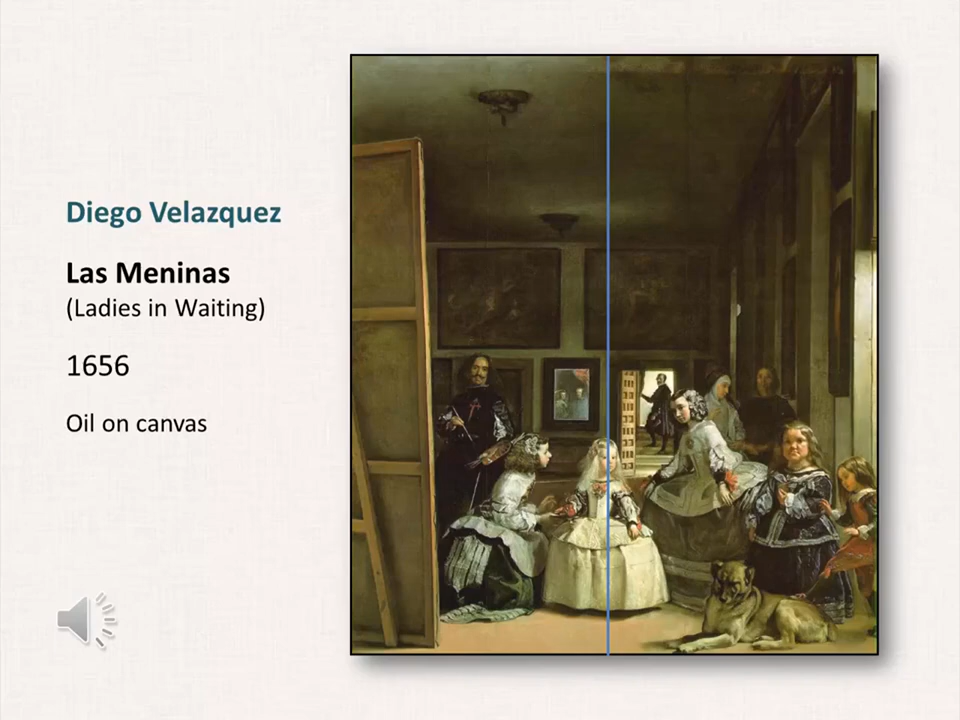 Diego Velazquez
Las Meninas
(Ladies in Waiting)
1656
Oil on canvas